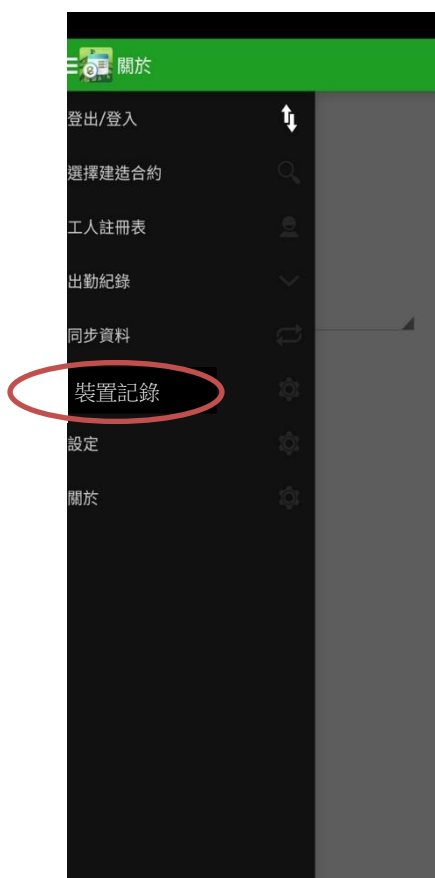 關於
登出/登入
選擇建造合約
工人註冊表
出勤紀錄
同步資料
裝置記錄
設定
關於